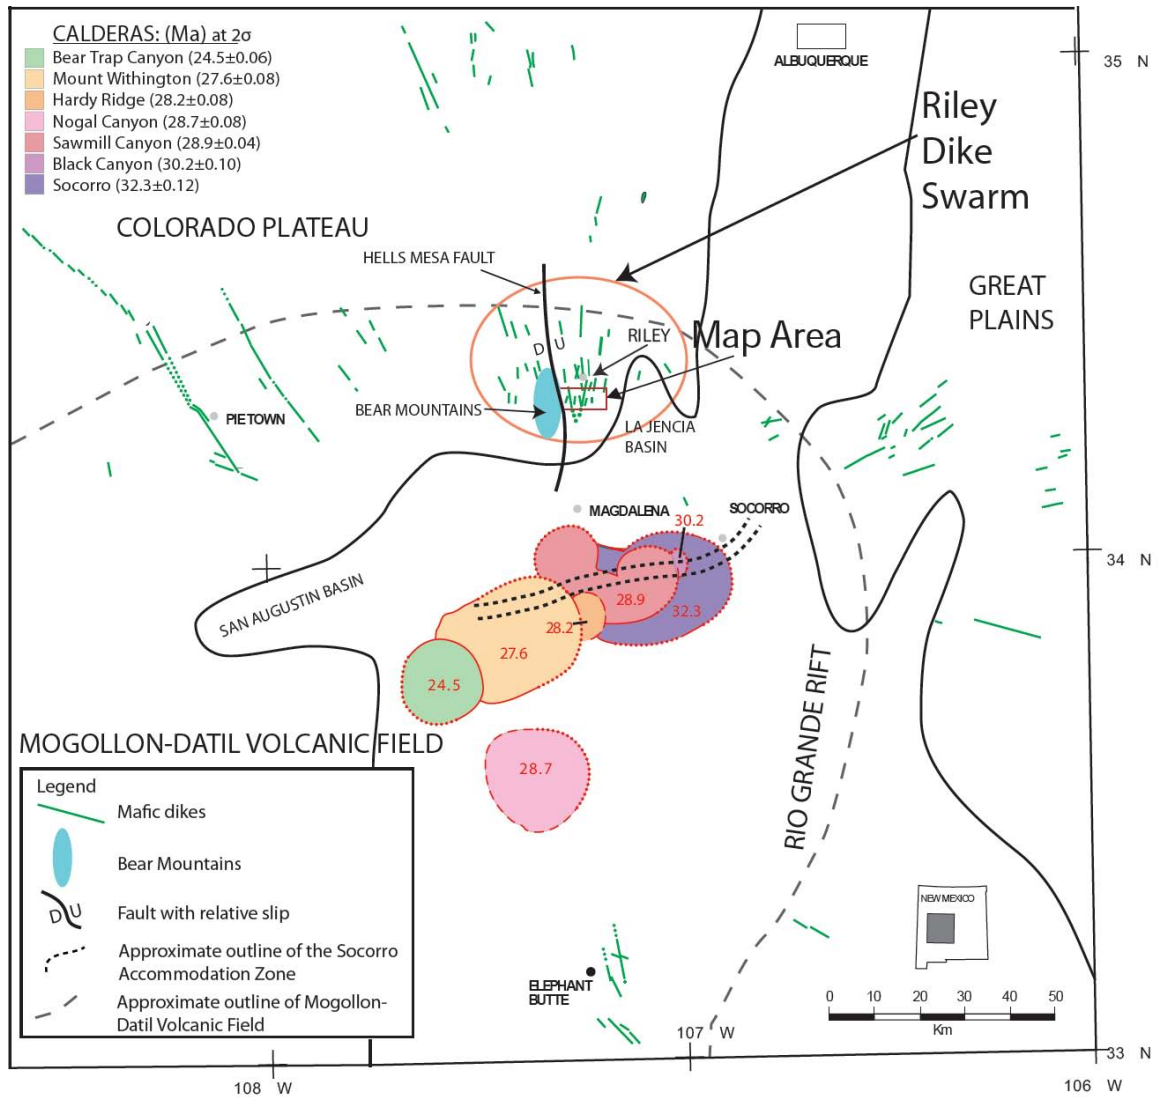 CALDERAS: (Ma) at 2σ
Bear Trap Canyon (24.5±0.06)
Mount Withington (27.6±0.08)
Hardy Ridge (28.2±0.08)
Nogal Canyon (28.7±0.08)
Sawmill Canyon (28.9±0.04)
Black Canyon (30.2±0.10)
Socorro (32.3±0.12)
ALBUQUERQUE
35 N
Riley
Dike
Swarm
COLORADO PLATEAU
HELLS MESA FAULT
GREAT
PLAINS
D U
RILEY
Map Area
BEAR MOUNTAINS
PIE TOWN
LA JENCIA
BASIN
MAGDALENA
SOCORRO
30.2
34 N
SAN AUGUSTIN BASIN
28.9
32.3
28.2
27.6
24.5
RIO GRANDE RIFT
MOGOLLON-DATIL VOLCANIC FIELD
28.7
Legend
Mafic dikes
Bear Mountains
D U
Fault with relative slip
Approximate outline of the Socorro
Accommodation Zone
Approximate outline of Mogollon-
Datil Volcanic Field
NEW MEXICO
ELEPHANT
BUTTE
0 10 20 30 40 50
Km
107 W
33 N
108 W
106 W